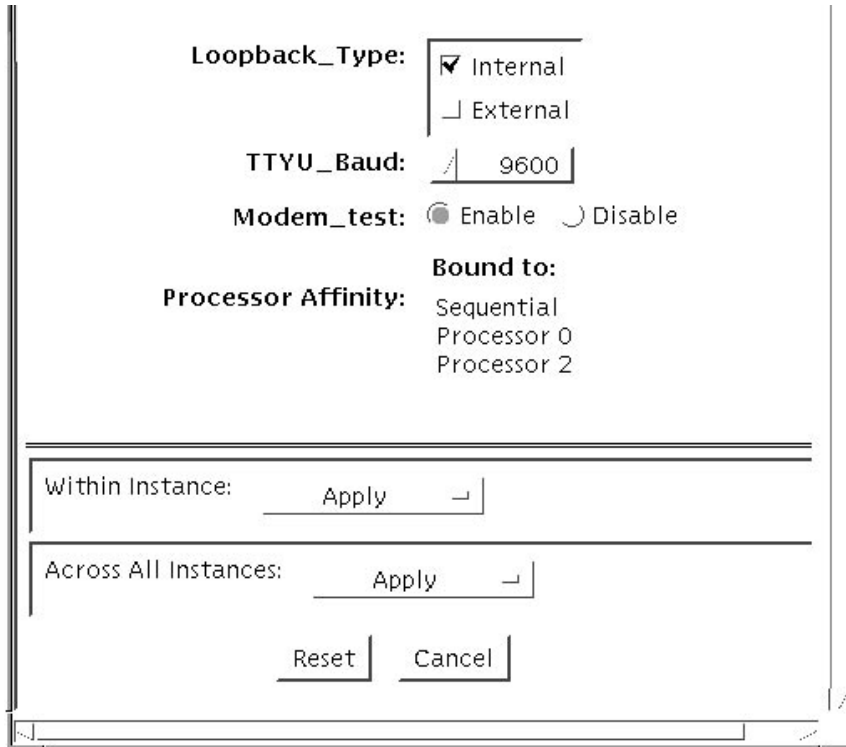 Loopback_Type: Internal
External
TTYU_Baud: 9600
Modem_test: Enable Disable
Bound to:
Processor Affinity:
Sequential
Processor 0
Processor 2
Within Instance: Apply
Across All Instances: Apply
Reset Cancel